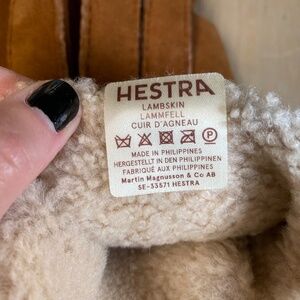 HESTRA
LAMBSKIN
LAMMFELL
CUIR D'AGNEAU
P
MADE IN PHILIPPINES
HERGESTELLT IN DEN PHILIPPINEN
FABRIQUÉ AUX PHILIPPINES
Martin Magnusson & Co AB
SE-33571 HESTRA